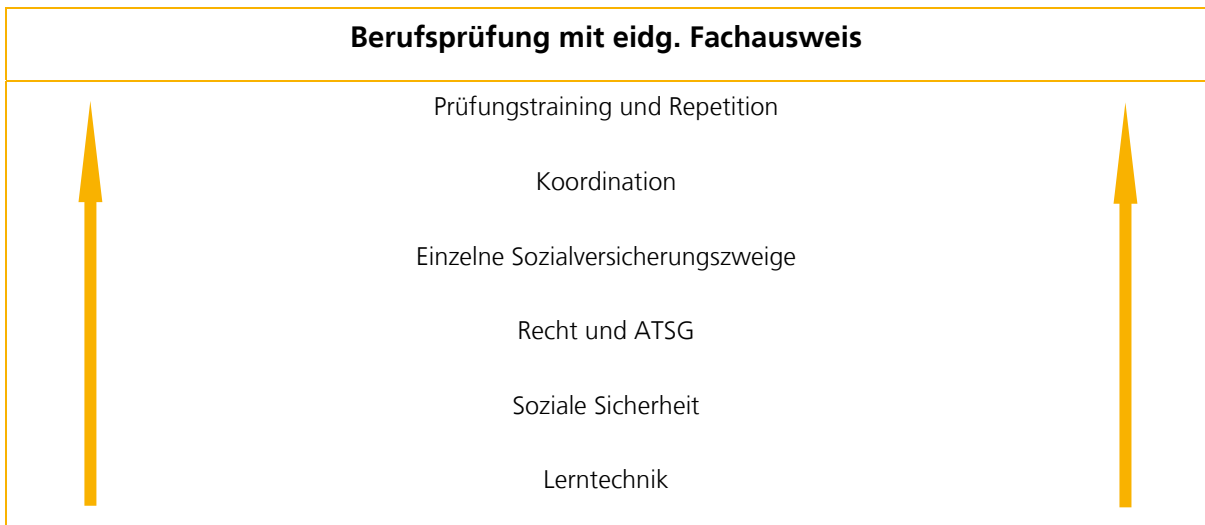 Berufsprüfung mit eidg. Fachausweis
Prüfungstraining und Repetition
Koordination
Einzelne Sozialversicherungszweige
Recht und ATSG
Soziale Sicherheit
Lerntechnik